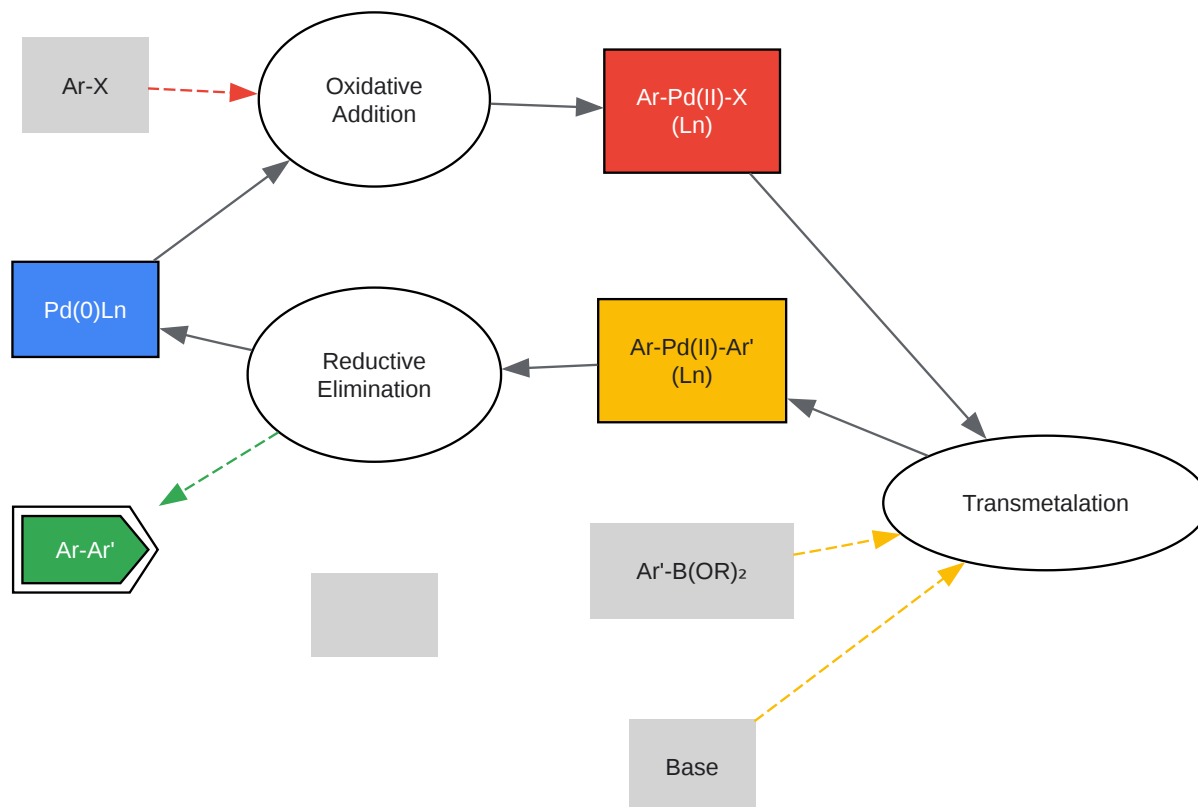 Ar-X
Oxidative
Addition
Ar-Pd(II)-X
(Ln)
Pd(0)Ln
Reductive
Elimination
Ar-Pd(II)-Ar'
(Ln)
Transmetalation
Ar-Ar'
Ar'-B(OR)₂
Base